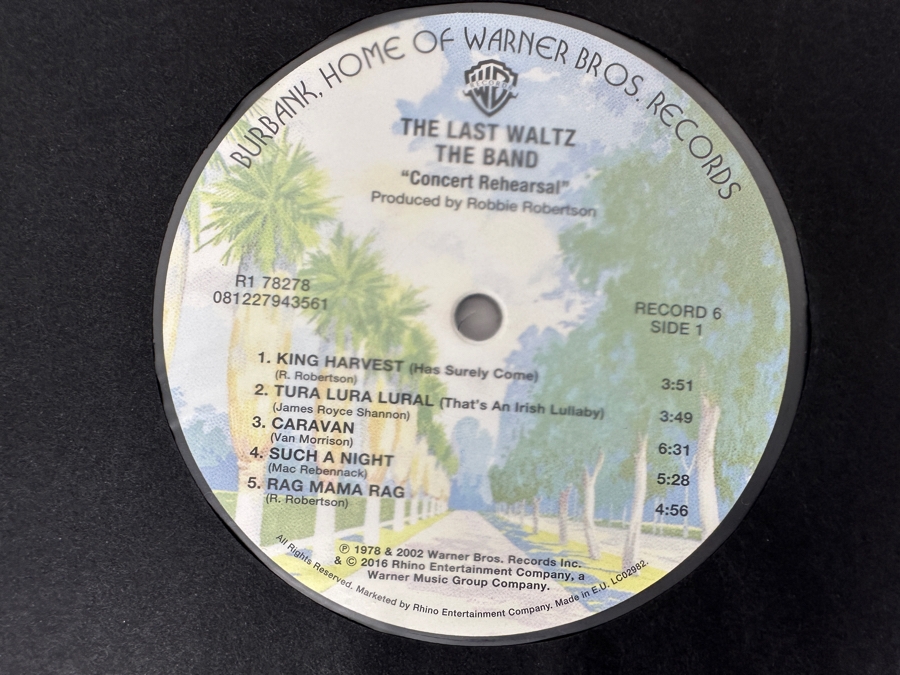 BURBANK, HOME OF WARNER BROS. RECORDS
RECORDS
THE LAST WALTZ
THE BAND
"Concert Rehearsal"
Produced by Robbie Robertson
R1 78278
081227943561
RECORD 6
SIDE 1
1. KING HARVEST (Has Surely Come) 3:51
(R. Robertson)
2. TURA LURA LURAL (That's An Irish Lullaby) 3:49
(James Royce Shannon)
3. CARAVAN 6:31
(Van Morrison)
4. SUCH A NIGHT 5:28
(Mac Rebennack)
5. RAG MAMA RAG 4:56
(R. Robertson)
℗ 1978 & 2002 Warner Bros. Records Inc.
& © 2016 Rhino Entertainment Company, a
Warner Music Group Company.
All Rights Reserved. Marketed by Rhino Entertainment Company. Made in E.U. LC02982.